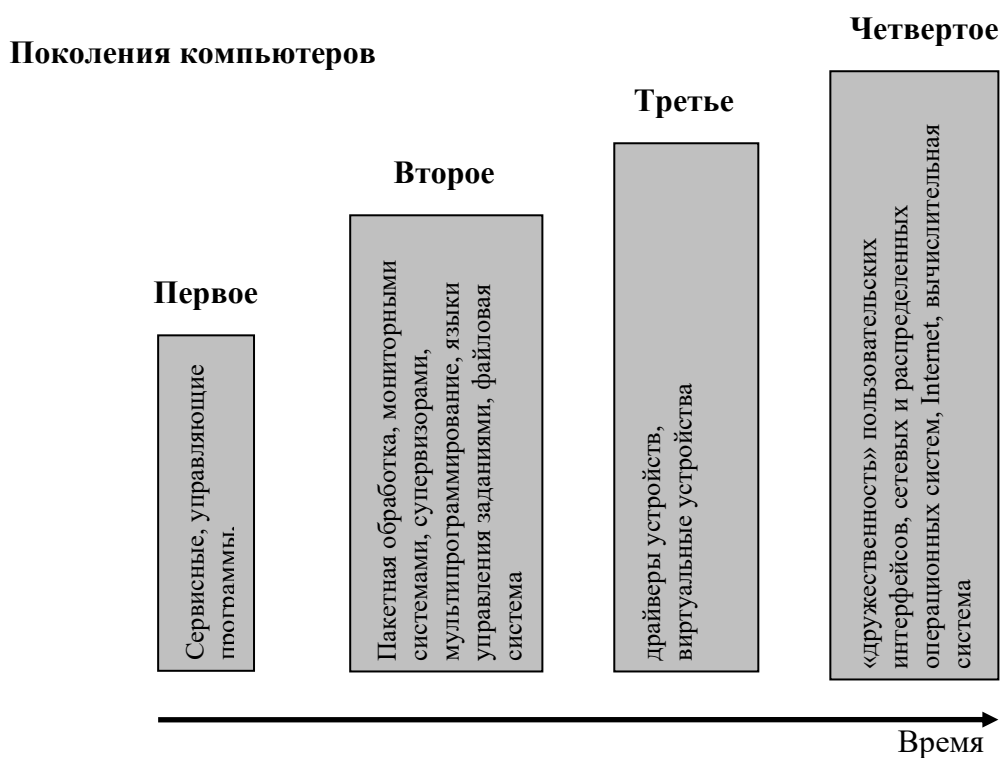 Поколения компьютеров
Первое
Сервисные, управляющие
программы.
Второе
Пакетная обработка, мониторными
системами, супервизорами,
мультипрограммирование, языки
управления заданиями, файловая
система
Третье
драйверы устройств,
виртуальные устройства
Четвертое
«дружественность» пользовательских
интерфейсов, сетевых и распределенных
операционных систем, Internet, вычислительная
система
Время